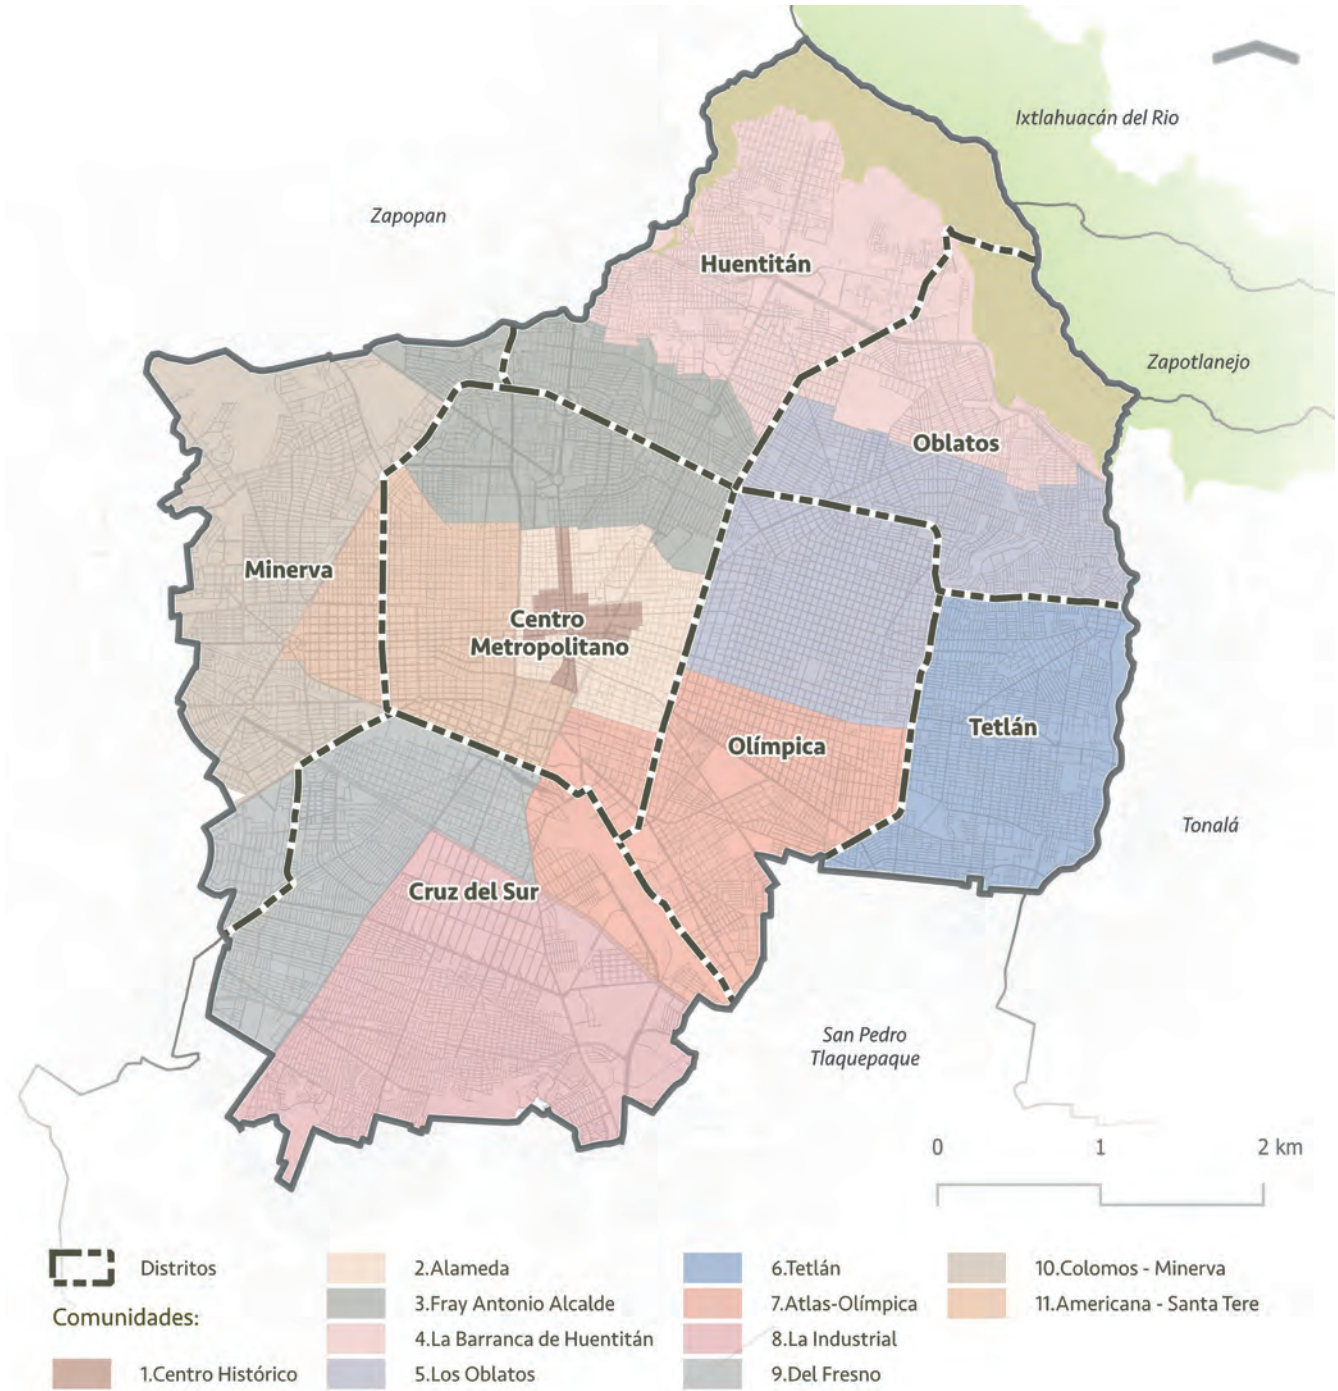 Ixtlahuacán del Rio
Zapopan
Huentitán
Zapotlanejo
Oblatos
Minerva
Centro
Metropolitano
Tetlán
Olímpica
Tonalá
Cruz del Sur
San Pedro
Tlaquepaque
0 1 2 km
Distritos
Comunidades:
1.Centro Histórico
2.Alameda
3.Fray Antonio Alcalde
4.La Barranca de Huentitán
5.Los Oblatos
6.Tetlán
7.Atlas-Olímpica
8.La Industrial
9.Del Fresno
10.Colomos - Minerva
11.Americana - Santa Tere